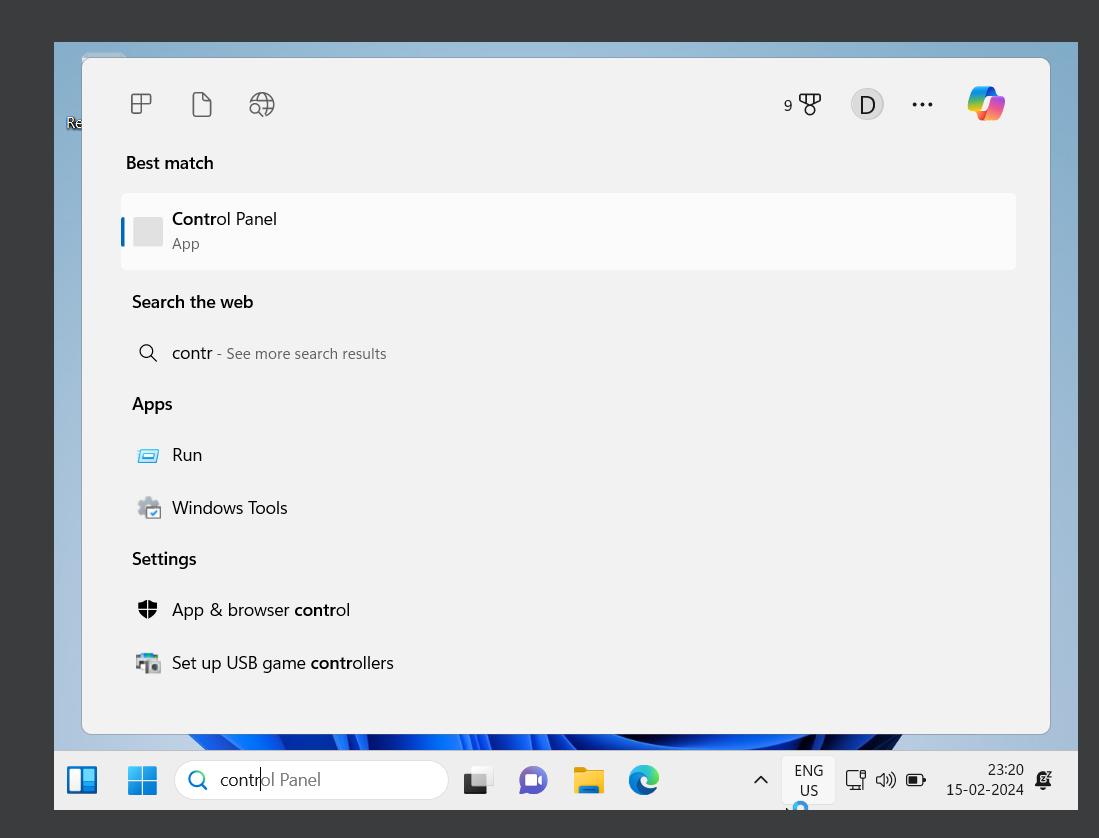 Re
9
D
Best match
Control Panel
App
Search the web
contr - See more search results
Apps
Run
Windows Tools
Settings
App & browser control
Set up USB game controllers
control Panel
ENG
US
23:20
15-02-2024